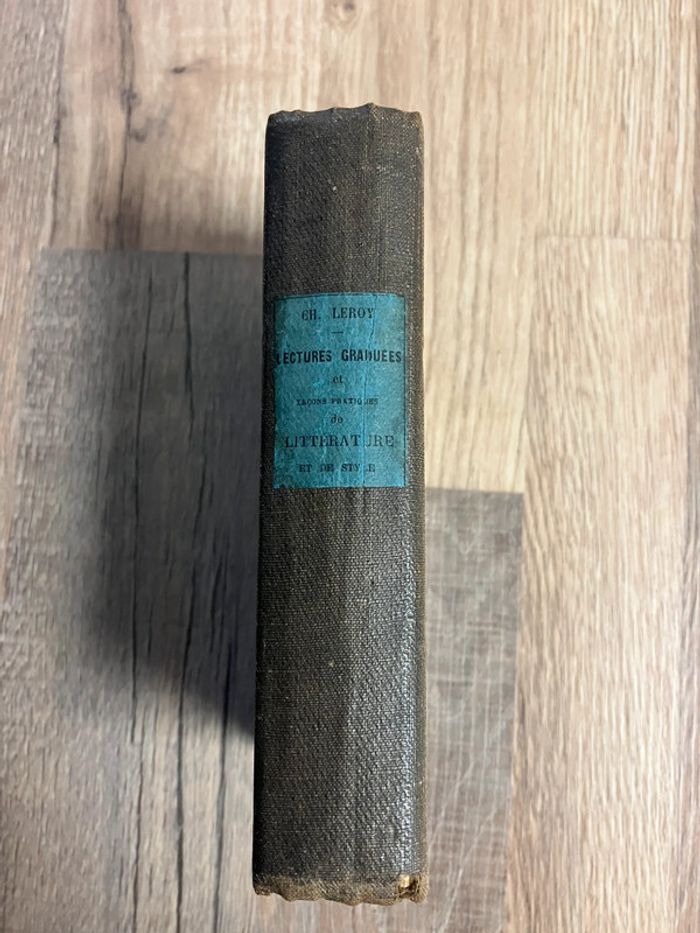 CH. LEROY
LECTURES GRADUÉES
et
LEÇONS PRATIQUES
de
LITTÉRATURE
ET DE STYLE